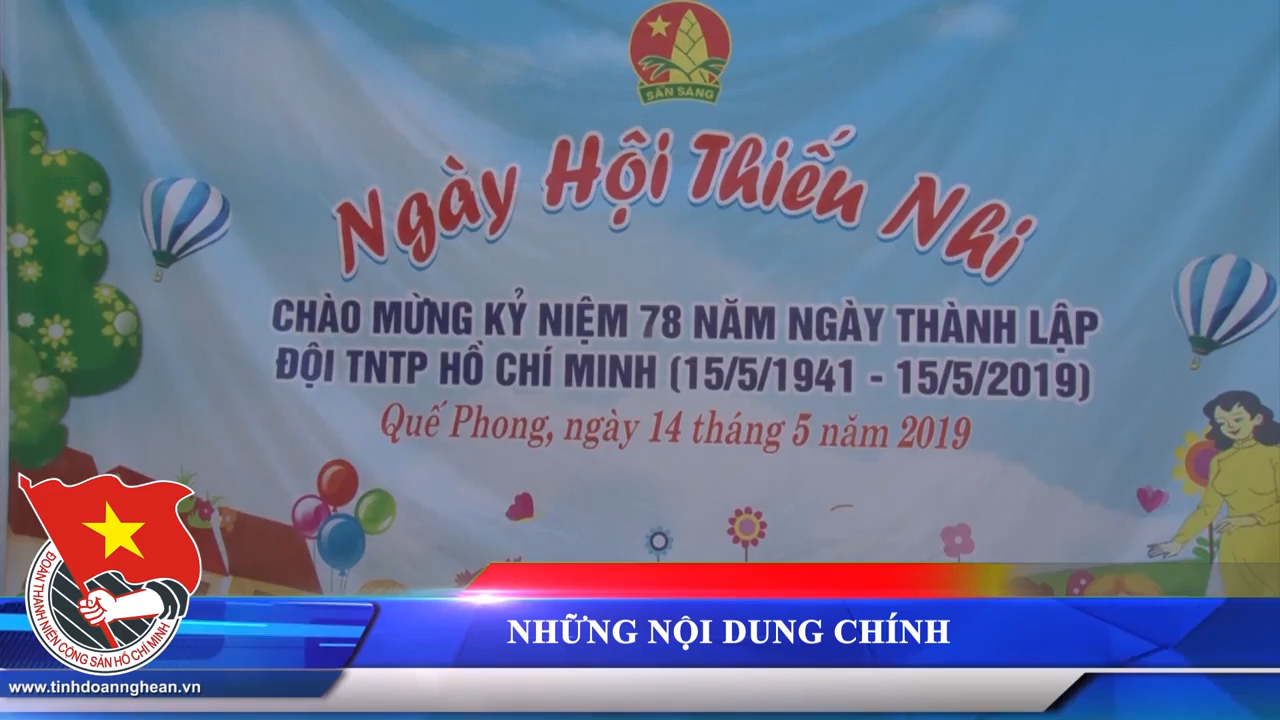 SẴN SÀNG
Ngày Hội Thiếu Nhi
CHÀO MỪNG KỶ NIỆM 78 NĂM NGÀY THÀNH LẬP
ĐỘI TNTP HỒ CHÍ MINH (15/5/1941 - 15/5/2019)
Quế Phong, ngày 14 tháng 5 năm 2019
ĐOÀN THANH NIÊN CỘNG SẢN HỒ CHÍ MINH
NHỮNG NỘI DUNG CHÍNH
www.tinhdoannghean.vn